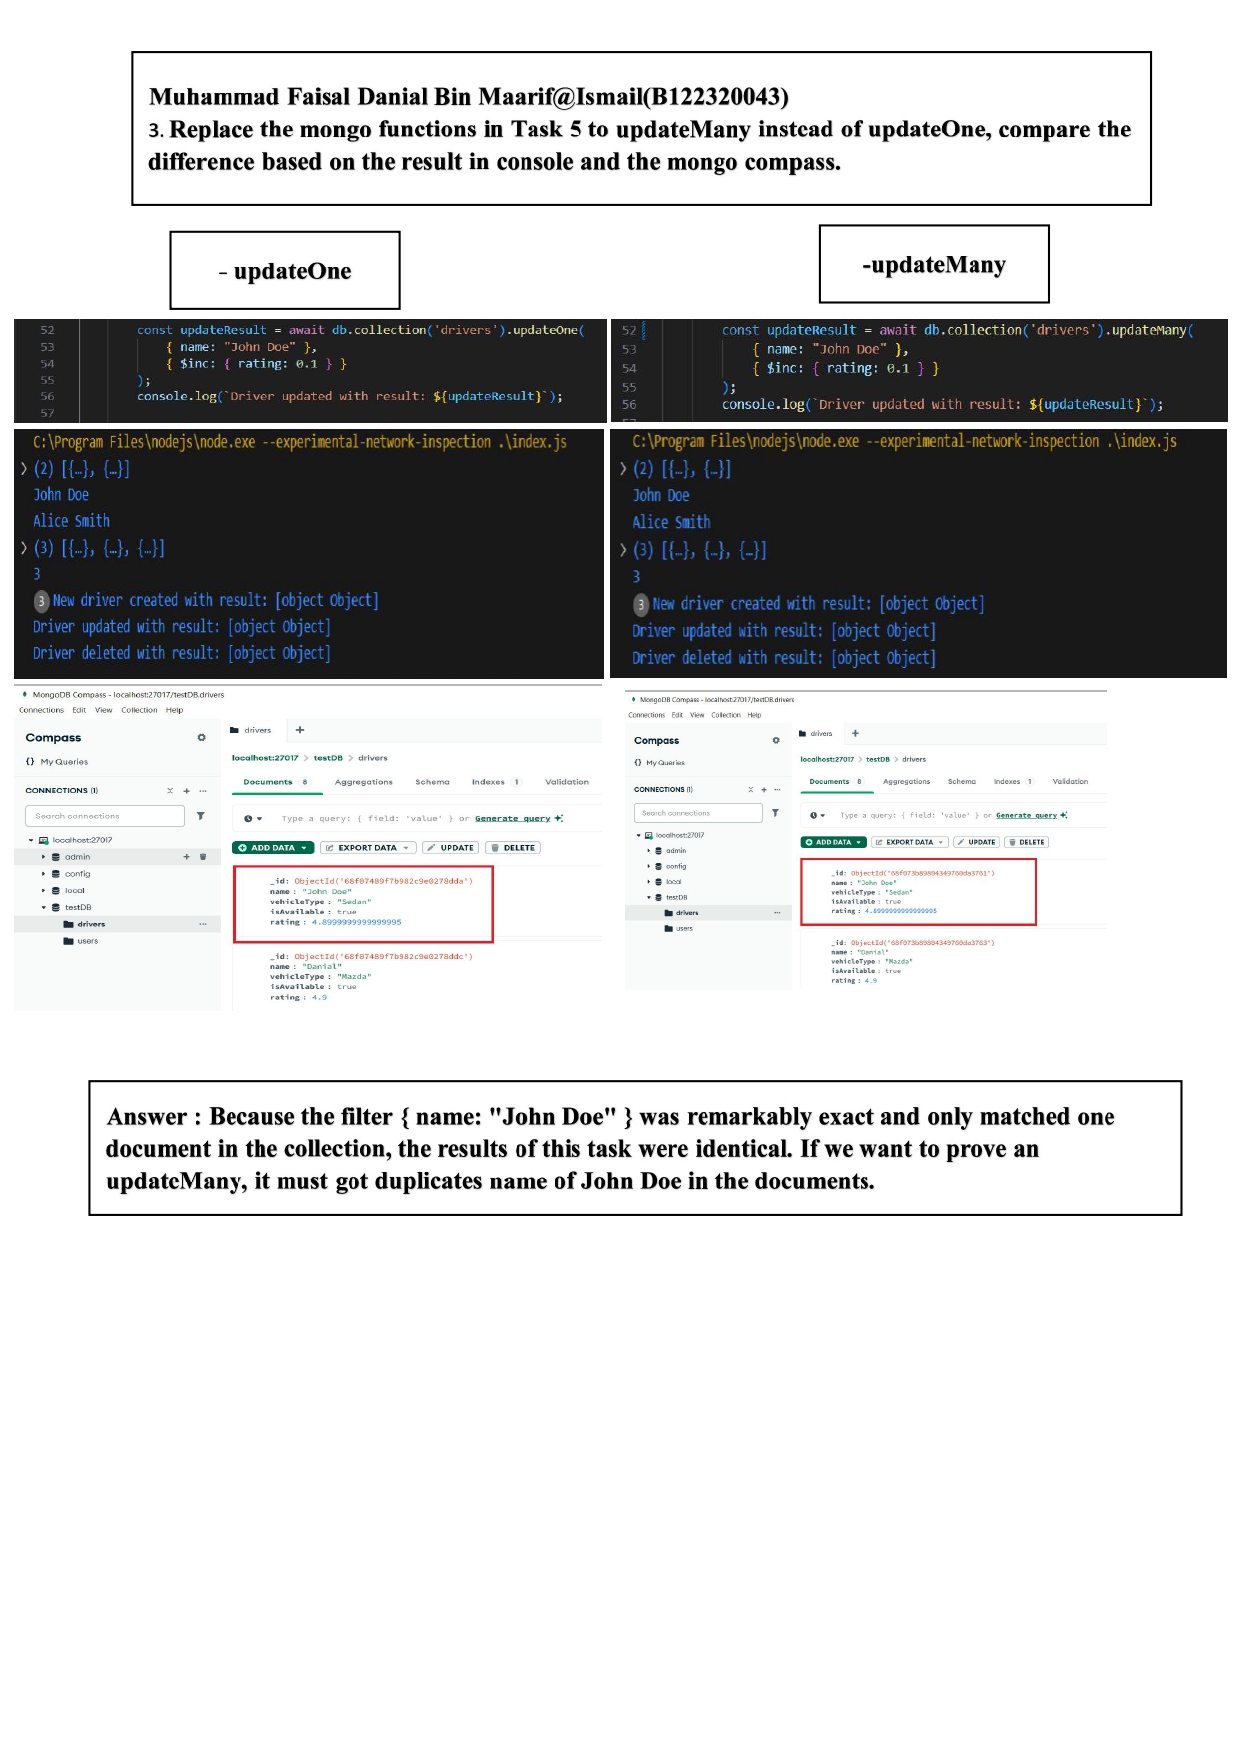 Muhammad Faisal Danial Bin Maarif@Ismail(B122320043)
3. Replace the mongo functions in Task 5 to updateMany instead of updateOne, compare the
difference based on the result in console and the mongo compass.
- updateOne
-updateMany
52 const updateResult = await db.collection('drivers').updateOne(
53 { name: "John Doe" },
54 { $inc: { rating: 0.1 } }
55 );
56 console.log(`Driver updated with result: ${updateResult}`);
57
52 const updateResult = await db.collection('drivers').updateMany(
53 { name: "John Doe" },
54 { $inc: { rating: 0.1 } }
55 );
56 console.log(`Driver updated with result: ${updateResult}`);
C:\Program Files\nodejs\node.exe --experimental-network-inspection .\index.js
(2) [{…}, {…}]
John Doe
Alice Smith
(3) [{…}, {…}, {…}]
3
3 New driver created with result: [object Object]
Driver updated with result: [object Object]
Driver deleted with result: [object Object]
C:\Program Files\nodejs\node.exe --experimental-network-inspection .\index.js
(2) [{…}, {…}]
John Doe
Alice Smith
(3) [{…}, {…}, {…}]
3
3 New driver created with result: [object Object]
Driver updated with result: [object Object]
Driver deleted with result: [object Object]
MongoDB Compass - localhost:27017/testDB.drivers
Connections Edit View Collection Help
Compass
{} My Queries
CONNECTIONS (1)
Search connections
localhost:27017
admin
config
local
testDB
drivers
users
drivers
localhost:27017 > testDB > drivers
Documents 8 Aggregations Schema Indexes 1 Validation
Type a query: { field: 'value' } or Generate query
ADD DATA EXPORT DATA UPDATE DELETE
_id: ObjectId('68f07489f7b982c9e0278dda')
name : "John Doe"
vehicleType : "Sedan"
isAvailable : true
rating : 4.8999999999999995
_id: ObjectId('68f07489f7b982c9e0278ddc')
name : "Danial"
vehicleType : "Mazda"
isAvailable : true
rating : 4.9
MongoDB Compass - localhost:27017/testDB.drivers
Connections Edit View Collection Help
Compass
{} My Queries
CONNECTIONS (1)
Search connections
localhost:27017
admin
config
local
testDB
drivers
users
drivers
localhost:27017 > testDB > drivers
Documents 8 Aggregations Schema Indexes 1 Validation
Type a query: { field: 'value' } or Generate query
ADD DATA EXPORT DATA UPDATE DELETE
_id: ObjectId('68f073b89804349760da3761')
name : "John Doe"
vehicleType : "Sedan"
isAvailable : true
rating : 4.8999999999999995
_id: ObjectId('68f073b89804349760da3763')
name : "Danial"
vehicleType : "Mazda"
isAvailable : true
rating : 4.9
Answer : Because the filter { name: "John Doe" } was remarkably exact and only matched one
document in the collection, the results of this task were identical. If we want to prove an
updateMany, it must got duplicates name of John Doe in the documents.